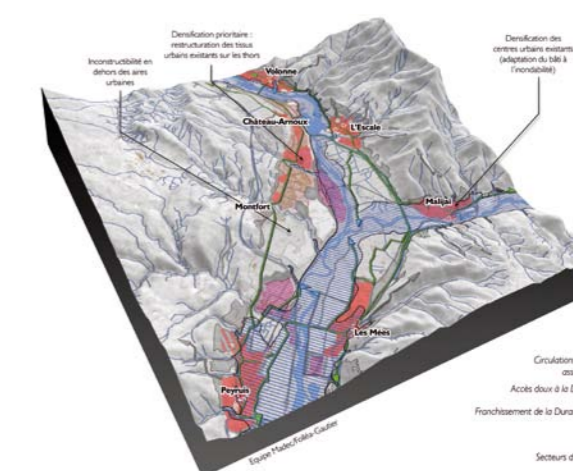 Densification prioritaire :
restructuration des tissus
urbains existants sur les thors
Densification des
centres urbains existants
(adaptation du bâti à
l'inondabilité)
Inconstructibilité en
dehors des aires
urbaines
Volonne
Château-Arnoux
L'Escale
Malijai
Montfort
Les Mées
Peyruis
Equipe Madec/Folléa-Gautier
Circulation
Accès doux à la
Franchissement de la
Secteurs